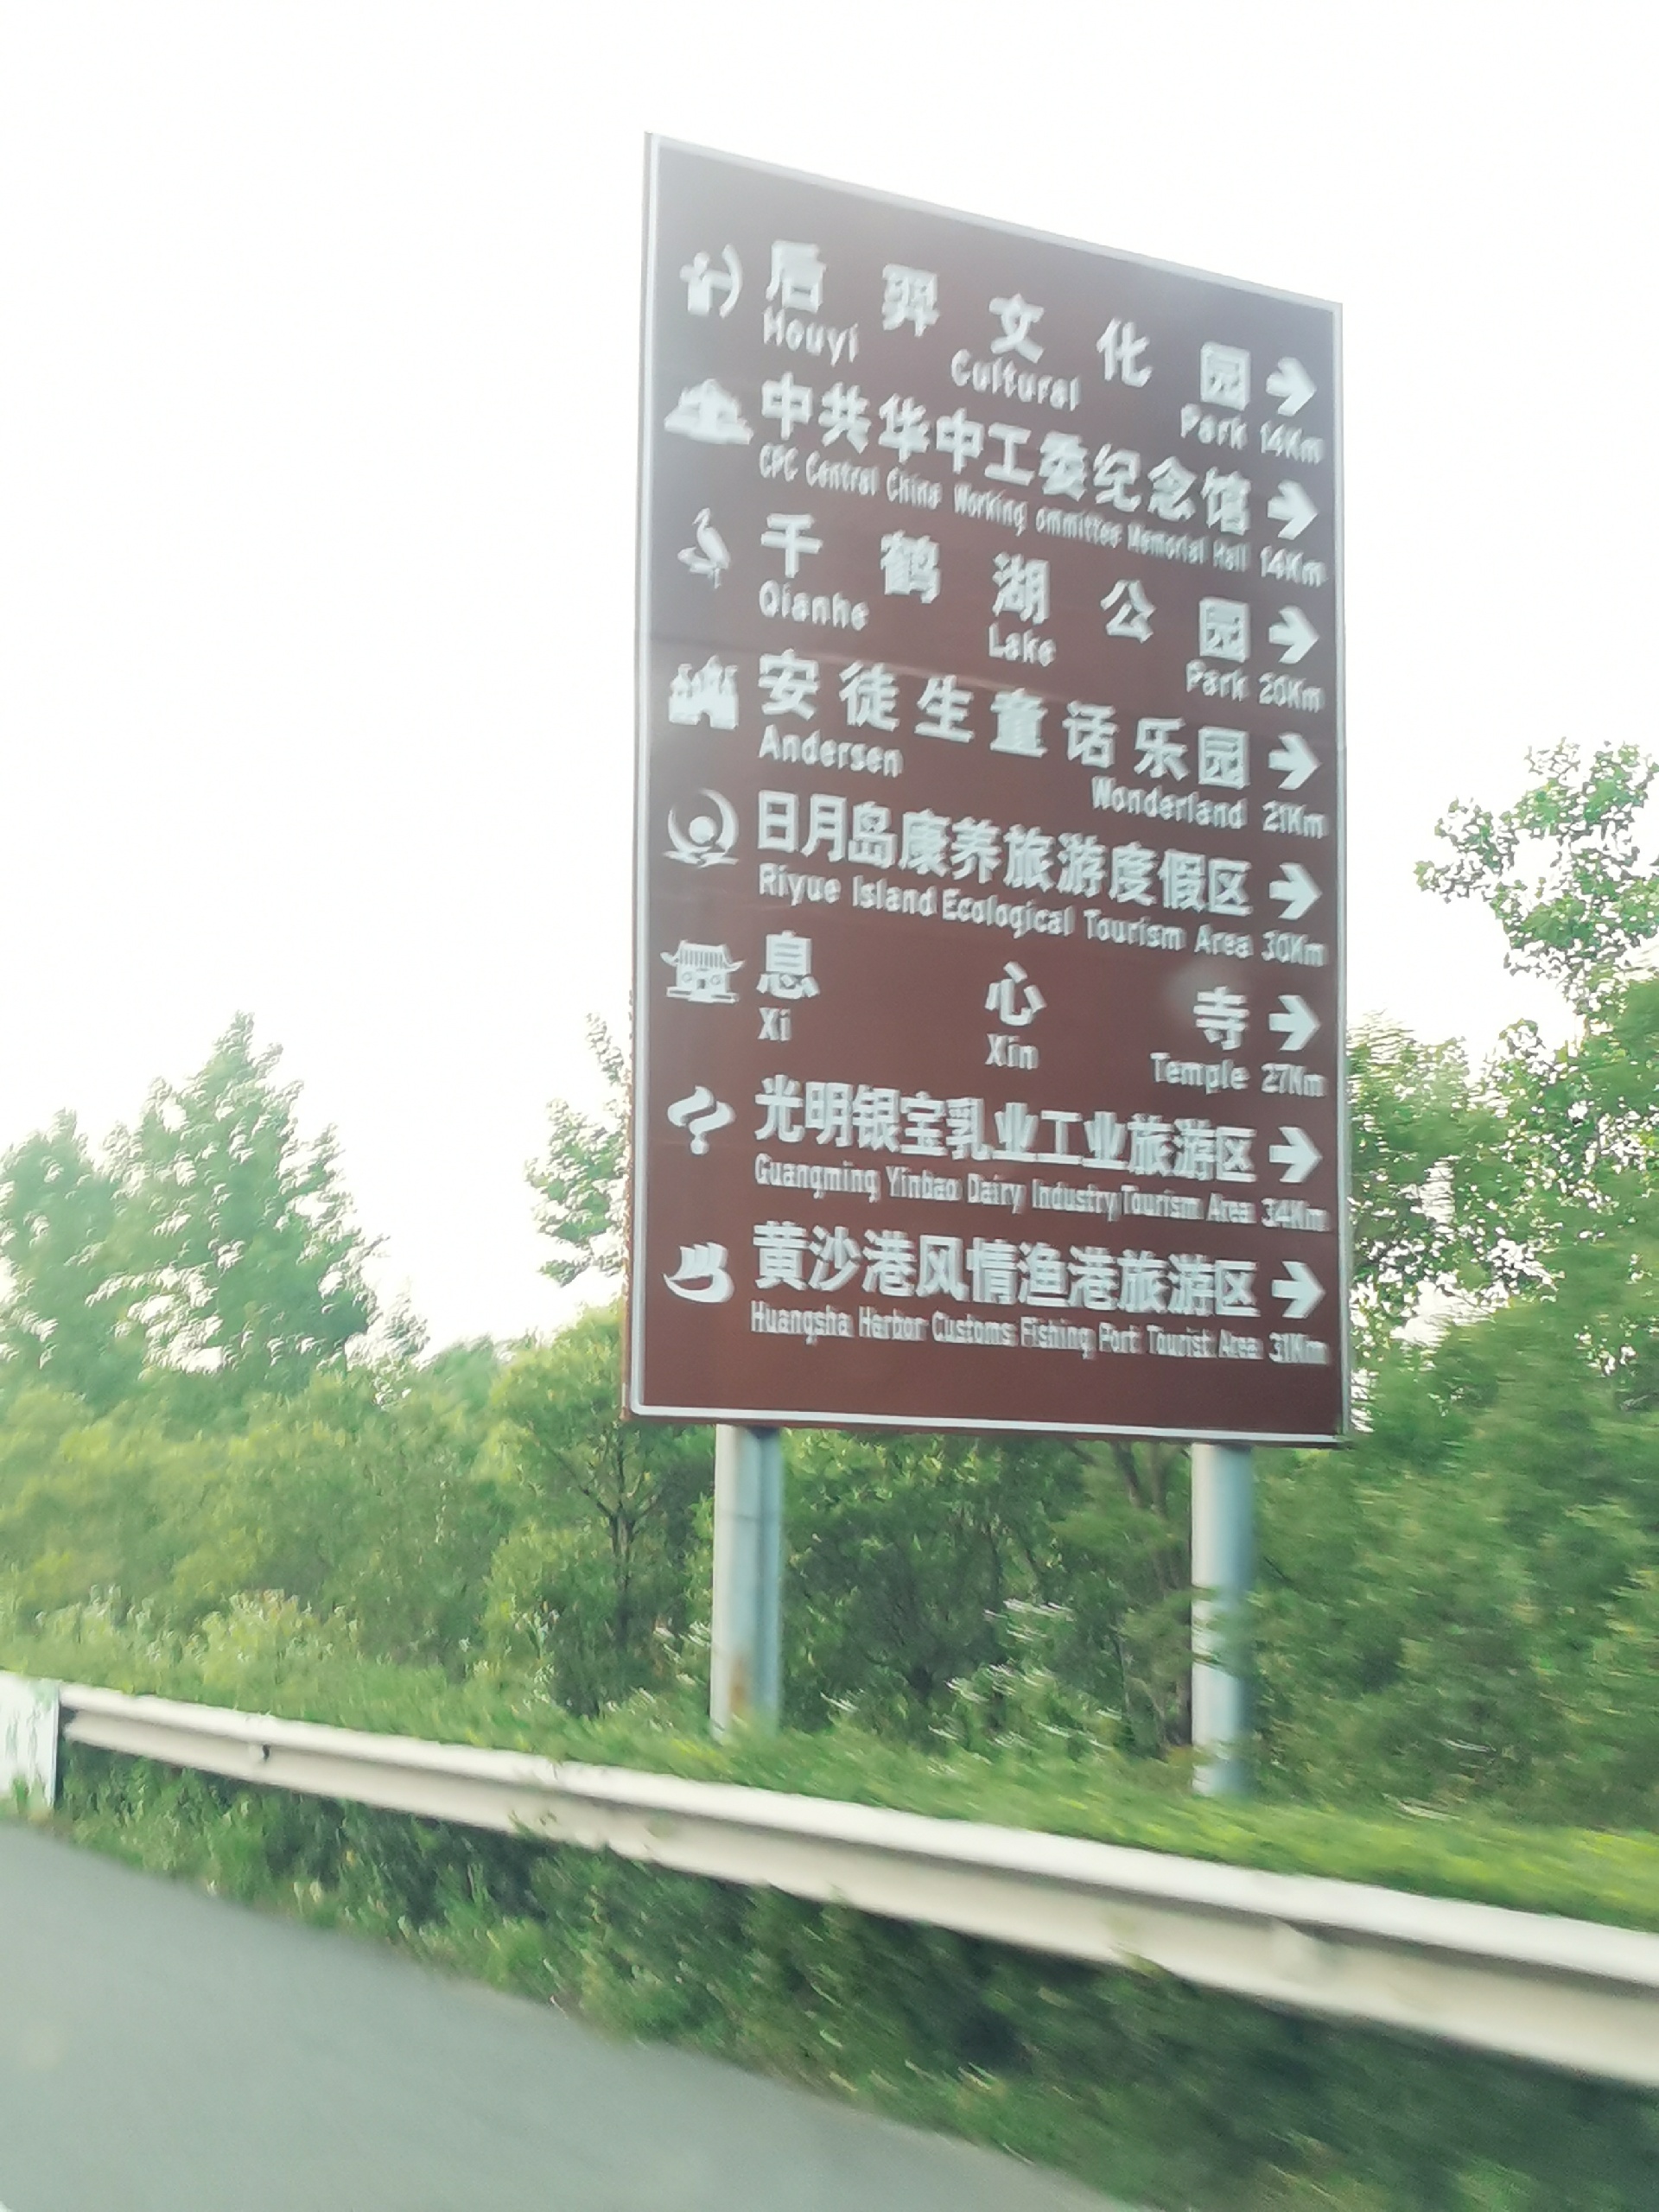 后羿文化园
Houyi Cultural Park 14Km
中共华中工委纪念馆
CPC Central China Working ommittee Memorial Hall 14Km
千鹤湖公园
Qianhe Lake Park 20Km
安徒生童话乐园
Andersen Wonderland 21Km
日月岛康养旅游度假区
Riyue Island Ecological Tourism Area 30Km
息心寺
Xi Xin Temple 27Km
光明银宝乳业工业旅游区
Guangming Yinbao Dairy Industry Tourism Area 34Km
黄沙港风情渔港旅游区
Huangsha Harbor Customs Fishing Port Tourist Area 31Km